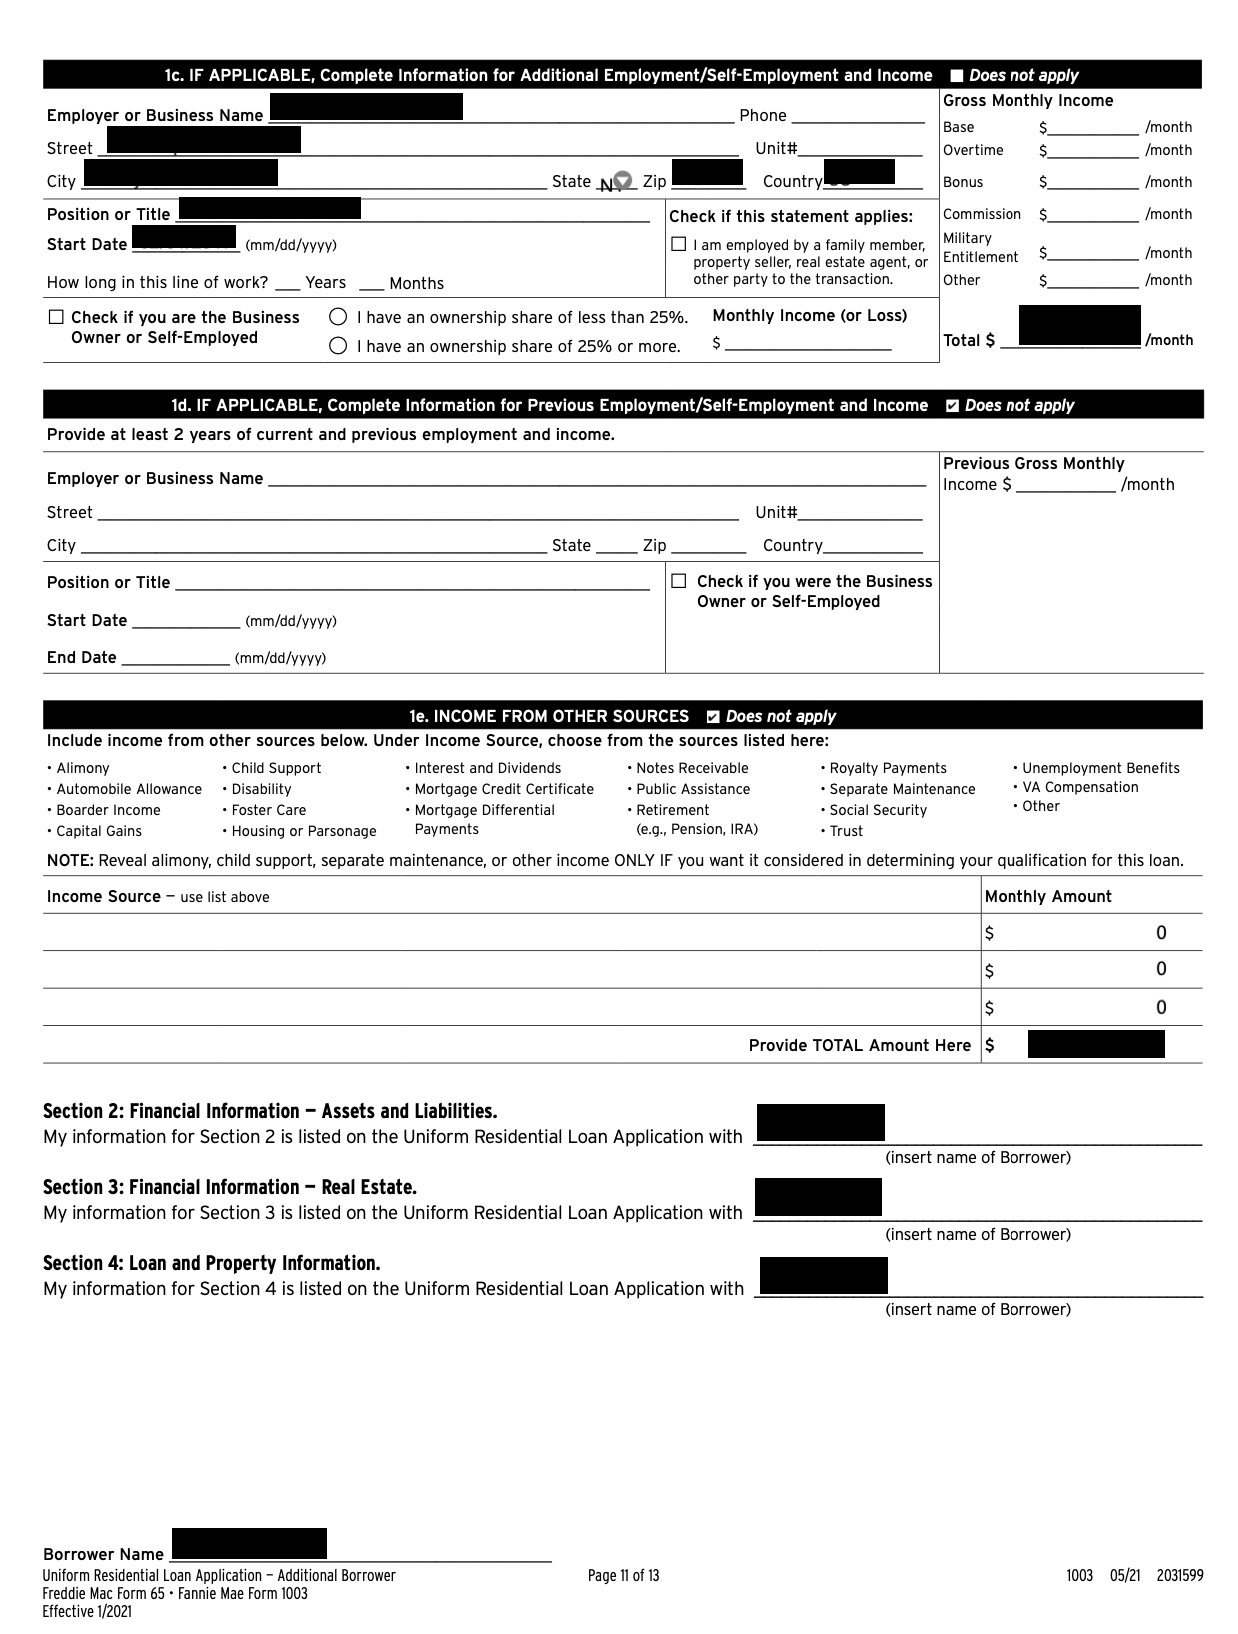 1c. IF APPLICABLE, Complete Information for Additional Employment/Self-Employment and Income Does not apply
Employer or Business Name Phone
Street Unit#
City State Zip Country
Gross Monthly Income
Base $ /month
Overtime $ /month
Bonus $ /month
Commission $ /month
Military
Entitlement $ /month
Other $ /month
Total $ /month
Position or Title
Start Date (mm/dd/yyyy)
How long in this line of work? Years Months
Check if this statement applies:
I am employed by a family member,
property seller, real estate agent, or
other party to the transaction.
Check if you are the Business
Owner or Self-Employed
I have an ownership share of less than 25%.
I have an ownership share of 25% or more.
Monthly Income (or Loss)
$
1d. IF APPLICABLE, Complete Information for Previous Employment/Self-Employment and Income Does not apply
Provide at least 2 years of current and previous employment and income.
Employer or Business Name
Street Unit#
City State Zip Country
Previous Gross Monthly
Income $ /month
Position or Title
Start Date (mm/dd/yyyy)
End Date (mm/dd/yyyy)
Check if you were the Business
Owner or Self-Employed
1e. INCOME FROM OTHER SOURCES Does not apply
Include income from other sources below. Under Income Source, choose from the sources listed here:
• Alimony
• Automobile Allowance
• Boarder Income
• Capital Gains
• Child Support
• Disability
• Foster Care
• Housing or Parsonage
• Interest and Dividends
• Mortgage Credit Certificate
• Mortgage Differential
Payments
• Notes Receivable
• Public Assistance
• Retirement
(e.g., Pension, IRA)
• Royalty Payments
• Separate Maintenance
• Social Security
• Trust
• Unemployment Benefits
• VA Compensation
• Other
NOTE: Reveal alimony, child support, separate maintenance, or other income ONLY IF you want it considered in determining your qualification for this loan.
Income Source – use list above Monthly Amount
$ 0
$ 0
$ 0
Provide TOTAL Amount Here $
Section 2: Financial Information – Assets and Liabilities.
My information for Section 2 is listed on the Uniform Residential Loan Application with
(insert name of Borrower)
Section 3: Financial Information – Real Estate.
My information for Section 3 is listed on the Uniform Residential Loan Application with
(insert name of Borrower)
Section 4: Loan and Property Information.
My information for Section 4 is listed on the Uniform Residential Loan Application with
(insert name of Borrower)
Borrower Name
Uniform Residential Loan Application – Additional Borrower
Freddie Mac Form 65 • Fannie Mae Form 1003
Effective 1/2021
Page 11 of 13
1003 05/21 2031599